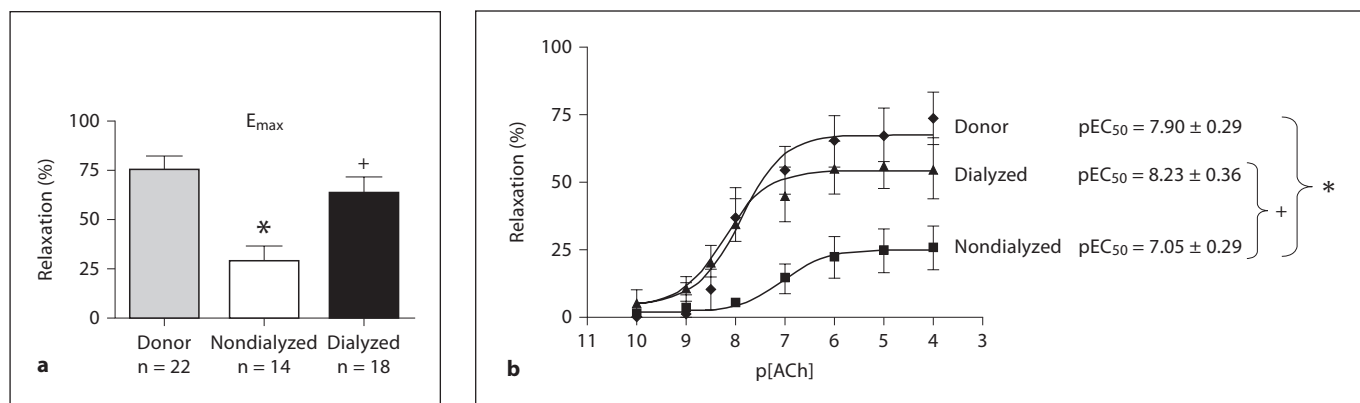 E_max
Relaxation (%)
100
75
50
25
0
Donor
n = 22
Nondialyzed
n = 14
Dialyzed
n = 18
*
+
a
Relaxation (%)
100
75
50
25
0
11 10 9 8 7 6 5 4 3
p[ACh]
Donor pEC50 = 7.90 ± 0.29
Dialyzed pEC50 = 8.23 ± 0.36
Nondialyzed pEC50 = 7.05 ± 0.29
+
*
b